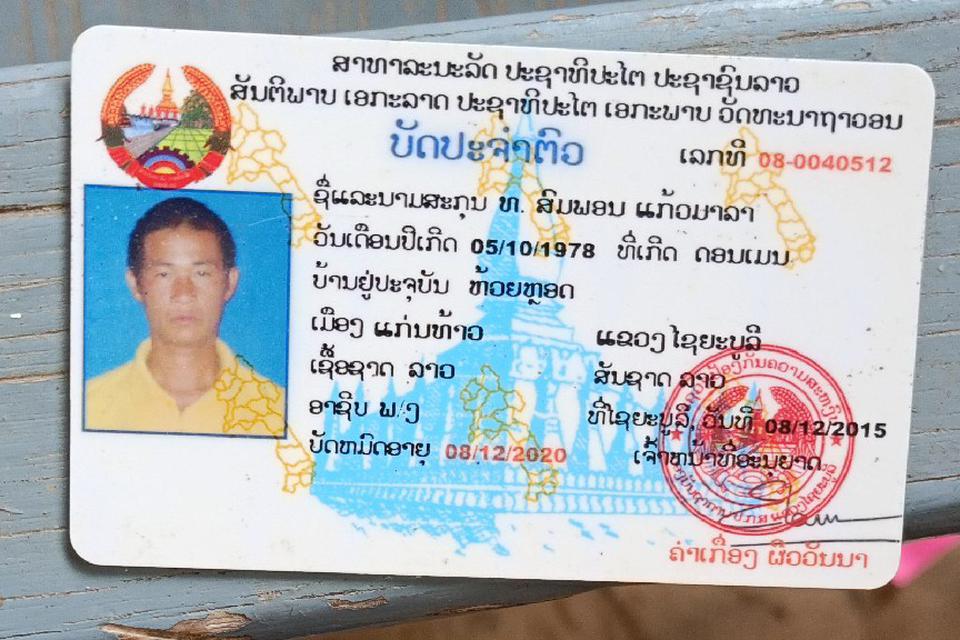 ສາທາລະນະລັດ ປະຊາທິປະໄຕ ປະຊາຊົນລາວ
ສັນຕິພາບ ເອກະລາດ ປະຊາທິປະໄຕ ເອກະພາບ ວັດທະນາຖາວອນ
ບັດປະຈຳຕົວ
ເລກທີ 08-0040512
ຊື່ແລະນາມສະກຸນ ທ. ສົມພອນ ແກ້ວມາລາ
ວັນເດືອນປີເກີດ 05/10/1978 ທີ່ເກີດ ດອນເມນ
ບ້ານຢູ່ປະຈຸບັນ ຫ້ວຍຫຼອດ
ເມືອງ ແກ່ນທ້າວ ແຂວງ ໄຊຍະບູລີ
ເຊື້ອຊາດ ລາວ ສັນຊາດ ລາວ
ອາຊີບ ພ/ງ ທີ່ໄຊຍະບູລີ, ວັນທີ 08/12/2015
ບັດຫມົດອາຍຸ 08/12/2020 ເຈົ້າຫນ້າທີ່ອະນຸຍາດ
ຄຳເກື່ອງ ຜິວວັນນາ